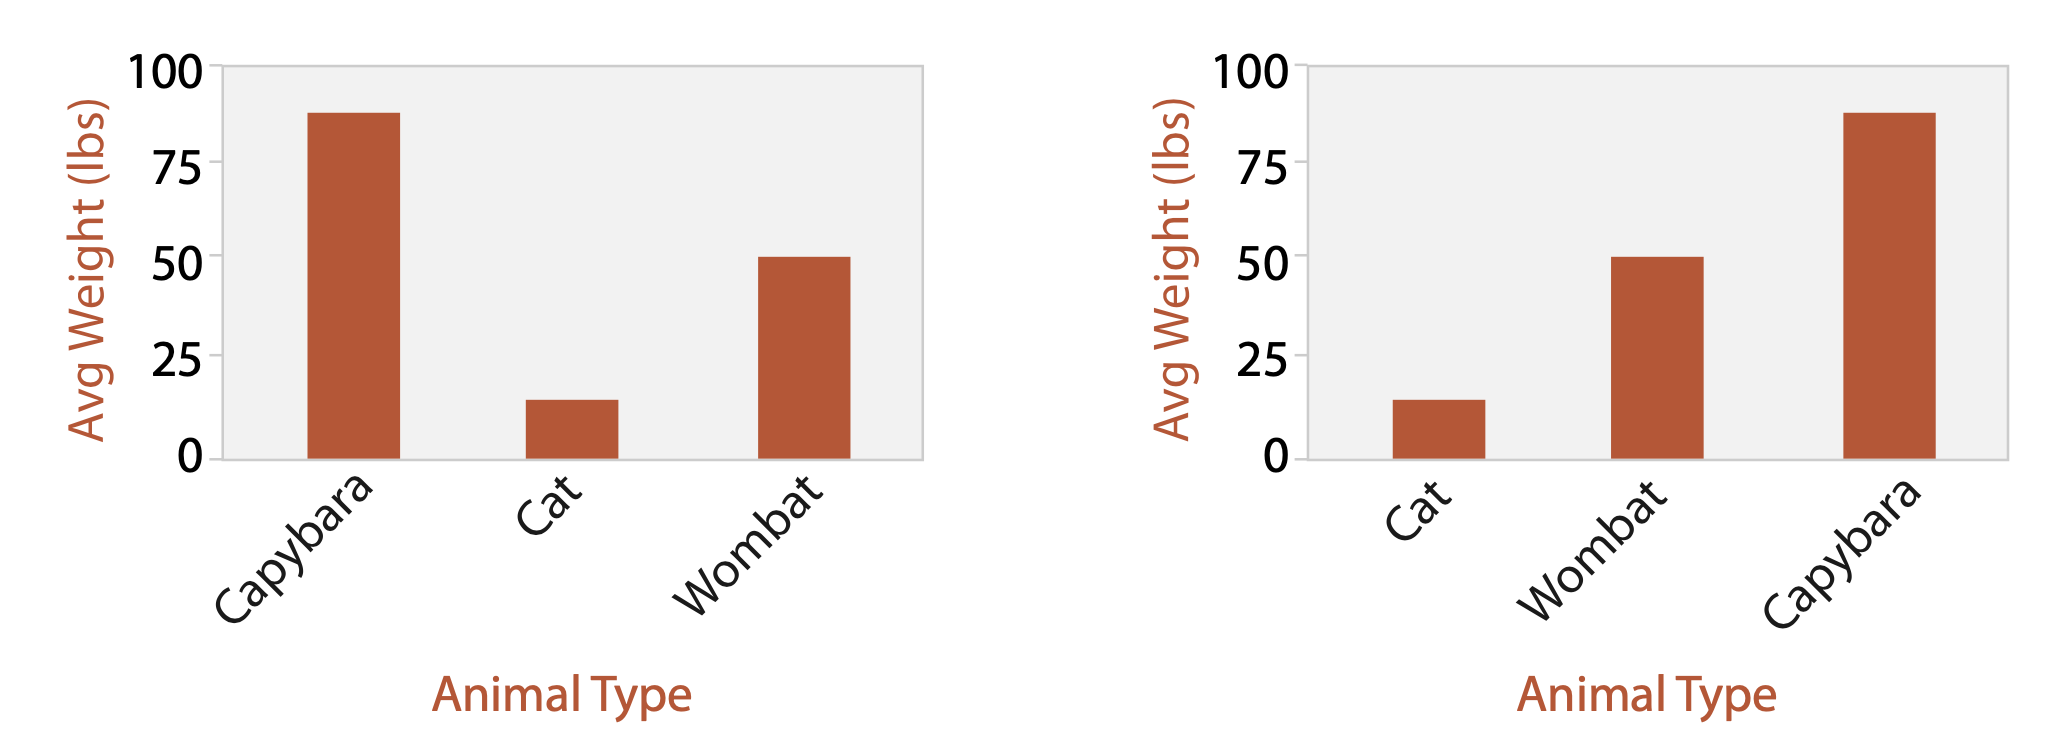 100
75
50
25
0
Avg Weight (lbs)
Capybara
Cat
Wombat
Animal Type
100
75
50
25
0
Avg Weight (lbs)
Cat
Wombat
Capybara
Animal Type